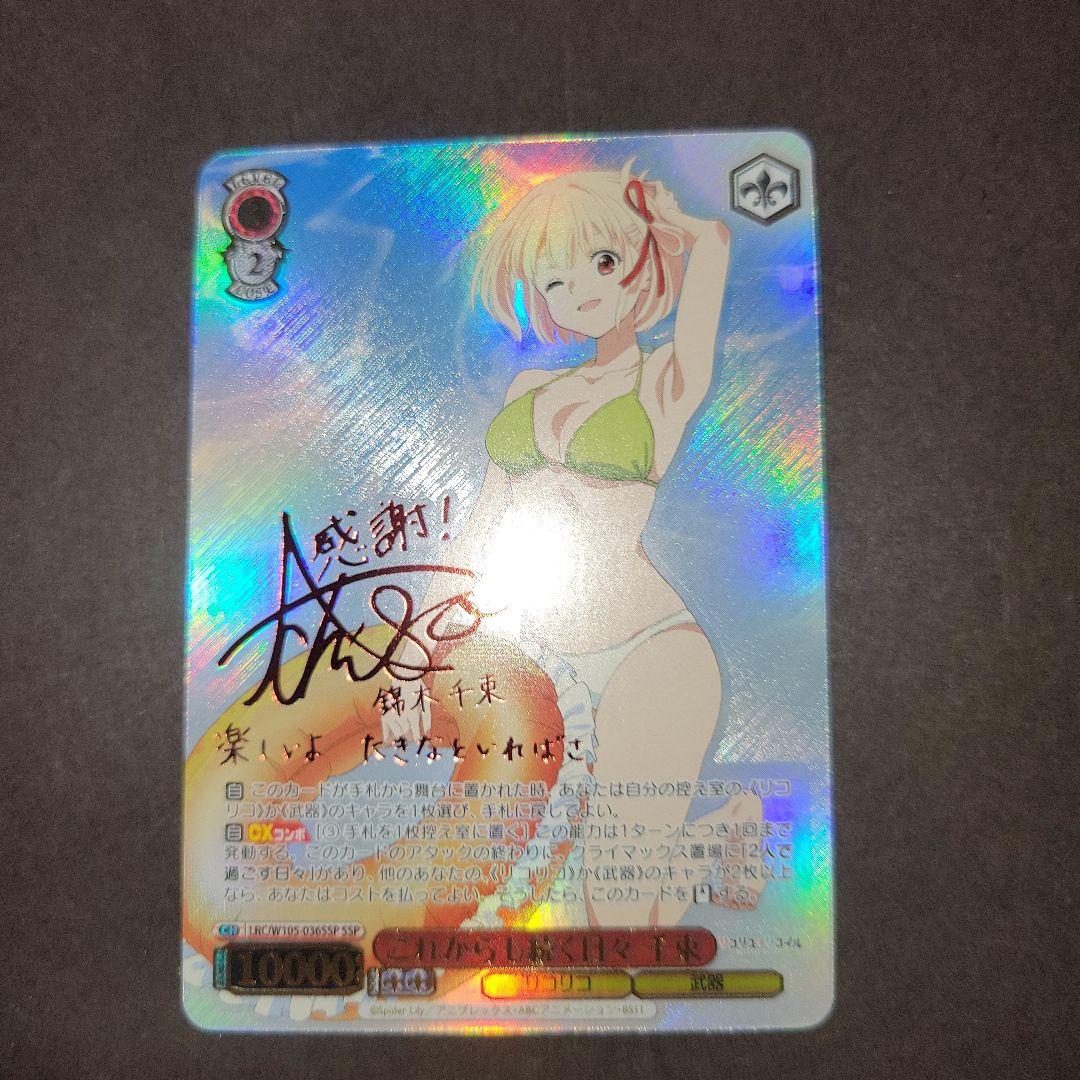 LEVEL
2
COST
感謝!
錦木千束
楽しいよ たきなといればさ
自 このカードが手札から舞台に置かれた時、あなたは自分の控え室の、《リコ
リコ》か《武器》のキャラを1枚選び、手札に戻してよい。
自 CXコンボ [③ 手札を1枚控え室に置く] この能力は1ターンにつき1回まで
発動する。このカードのアタックの終わりに、クライマックス置場に「2人で
過ごす日々」があり、他のあなたの、《リコリコ》か《武器》のキャラが2枚以上
なら、あなたはコストを払ってよい。そうしたら、このカードを する。
CH LRC/W105-036SSP SSP
これからも続く日々 千束
リコリス・リコイル
10000
リコリコ 武器
©Spider Lily/アニプレックス・ABCアニメーション・BS11